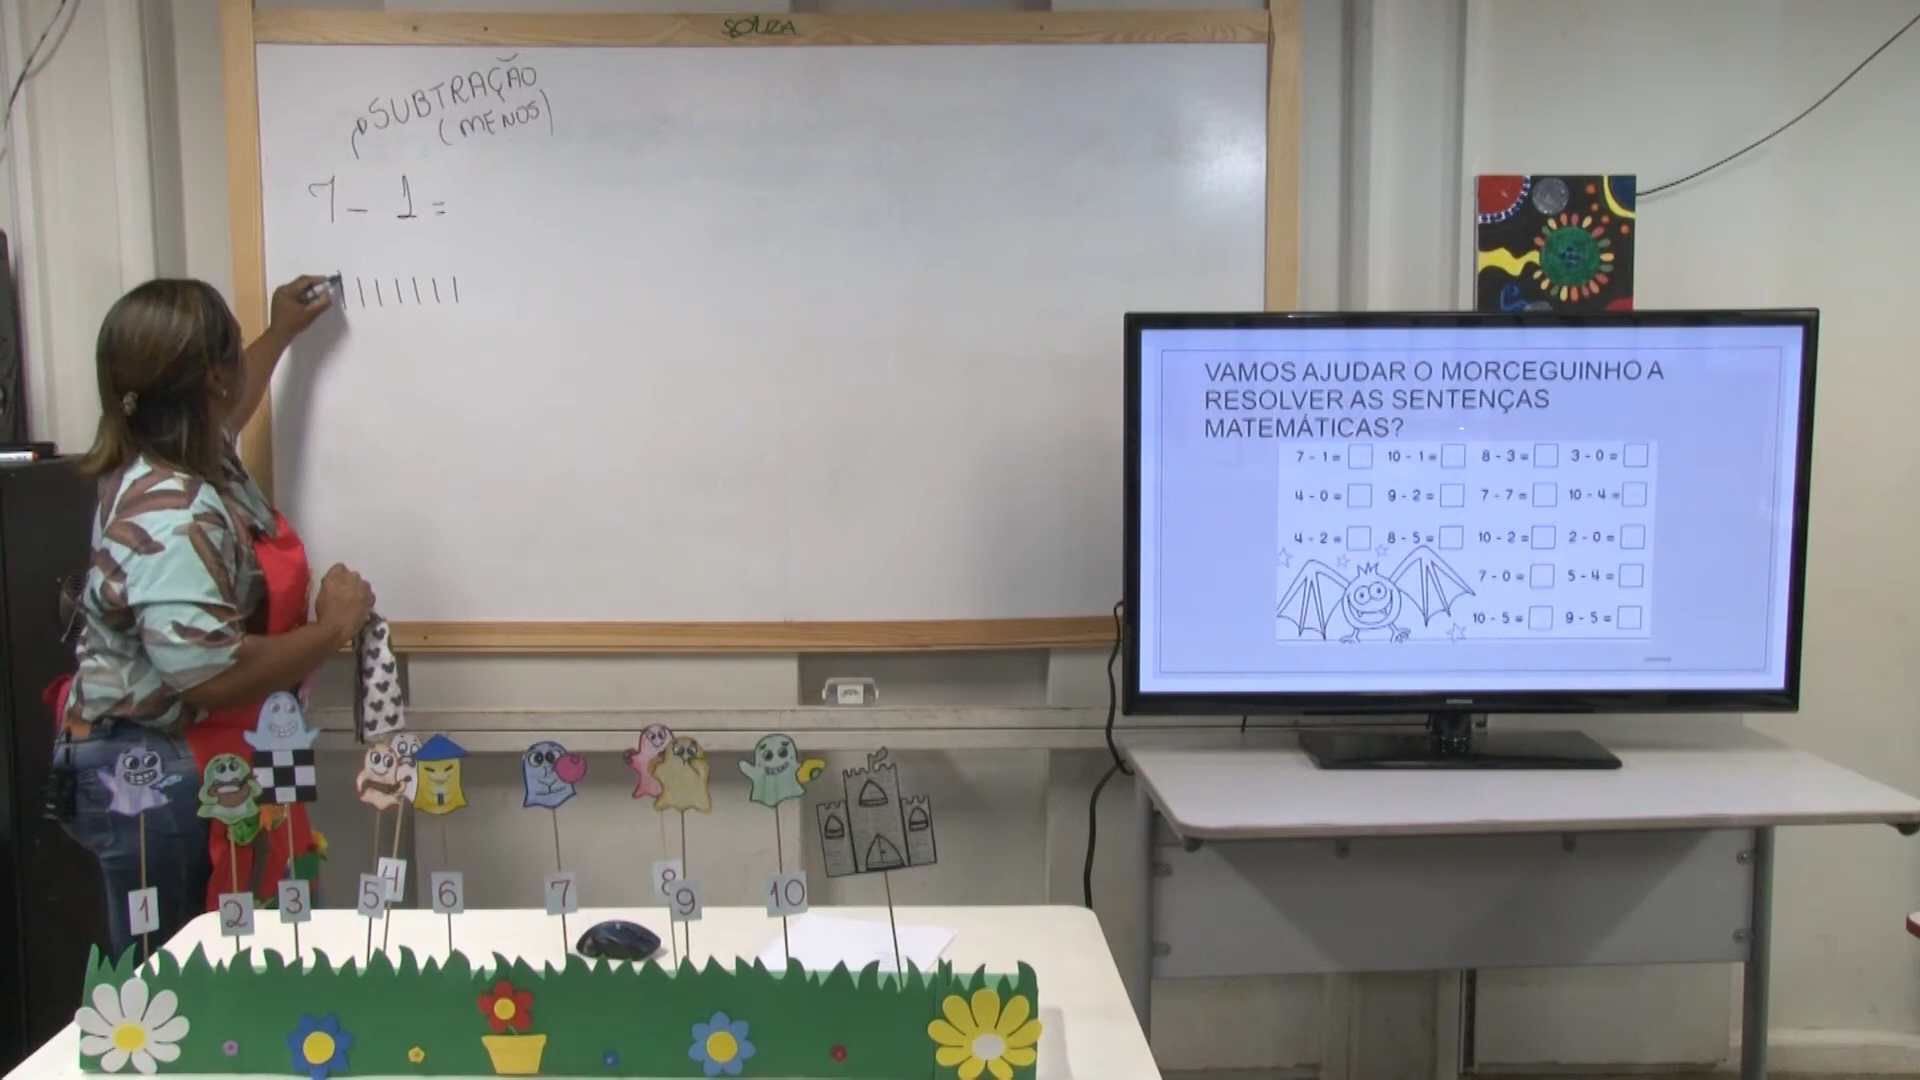 SOUZA
SUBTRAÇÃO
(MENOS)
7 - 1 =
VAMOS AJUDAR O MORCEGUINHO A
RESOLVER AS SENTENÇAS
MATEMÁTICAS?
7 - 1 = 10 - 1 = 8 - 3 = 3 - 0 =
4 - 0 = 9 - 2 = 7 - 7 = 10 - 4 =
4 - 2 = 8 - 5 = 10 - 2 = 2 - 0 =
7 - 0 = 5 - 4 =
10 - 5 = 9 - 5 =
1 2 3 5 4 6 7 8 9 10